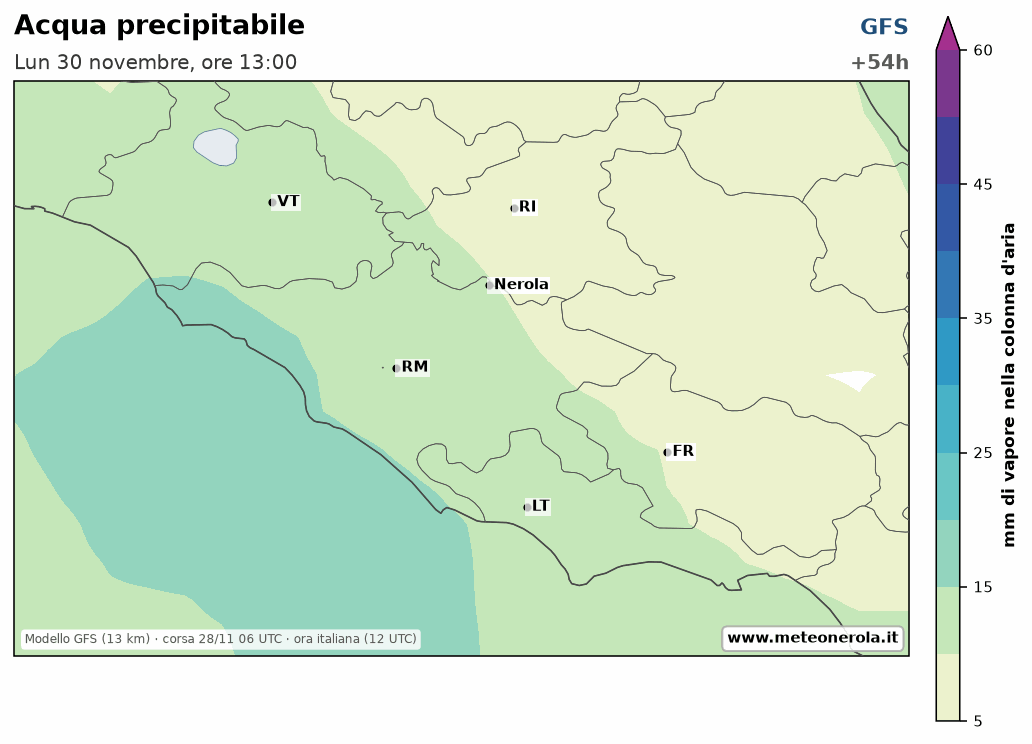 Acqua precipitabile
GFS
Lun 30 novembre, ore 13:00
+54h
60
45
35
25
15
5
mm di vapore nella colonna d'aria
VT
RI
Nerola
RM
FR
LT
Modello GFS (13 km) · corsa 28/11 06 UTC · ora italiana (12 UTC)
www.meteonerola.it